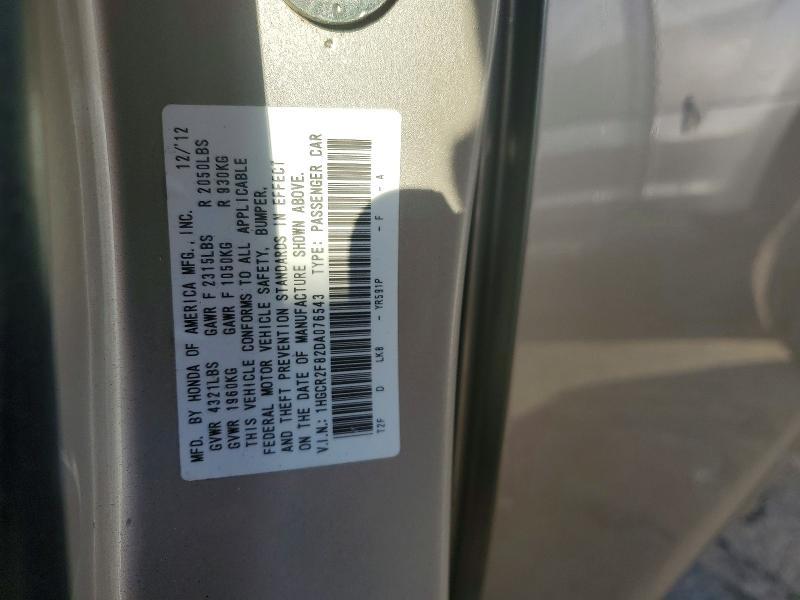 MFD. BY HONDA OF AMERICA MFG., INC. 12/'12
GVWR 4321LBS GAWR F 2315LBS R 2050LBS
GVWR 1960KG GAWR F 1050KG R 930KG
THIS VEHICLE CONFORMS TO ALL APPLICABLE
FEDERAL MOTOR VEHICLE SAFETY, BUMPER,
AND THEFT PREVENTION STANDARDS IN EFFECT
ON THE DATE OF MANUFACTURE SHOWN ABOVE.
V.I.N.: 1HGCR2F82DA076543 TYPE: PASSENGER CAR
T2F D LKB - YR591P - F - A